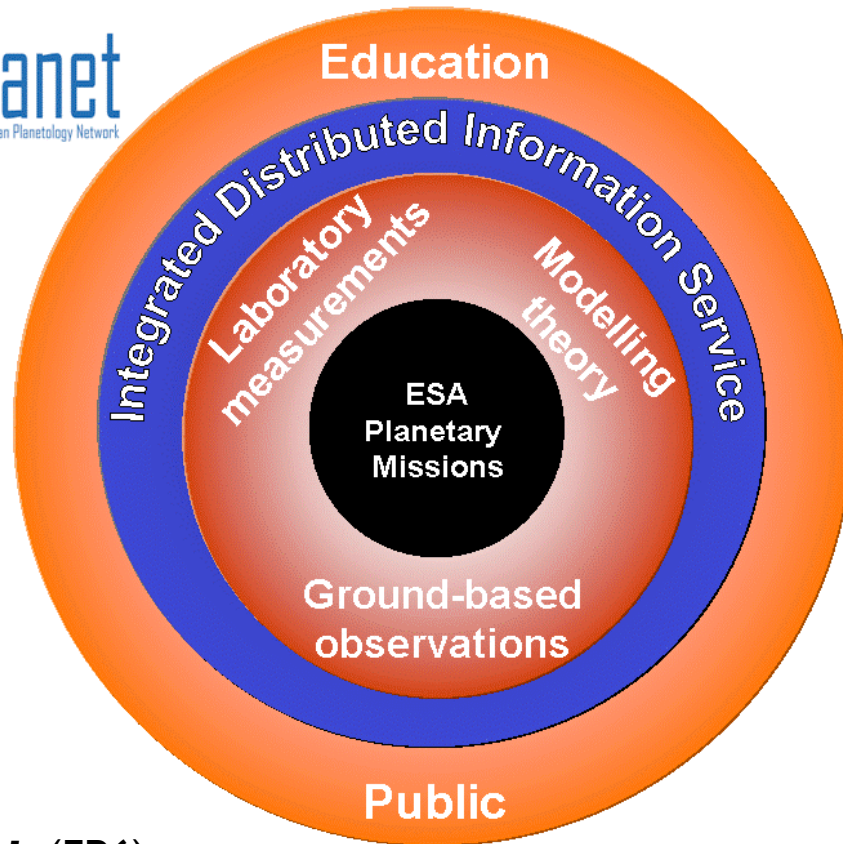 anet
an Planetology Network
Education
Integrated Distributed Information Service
Laboratory
measurements
Modelling
theory
ESA
Planetary
Missions
Ground-based
observations
Public